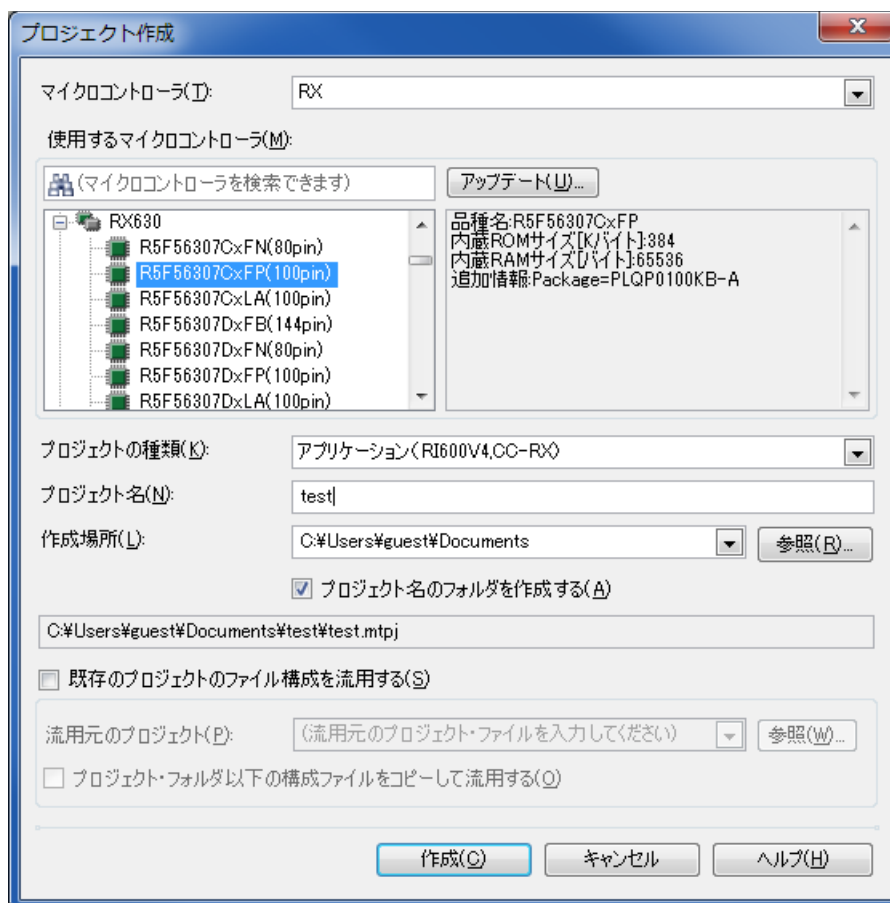 プロジェクト作成
マイクロコントローラ(T): RX
使用するマイクロコントローラ(M):
(マイクロコントローラを検索できます) アップデート(U)...
RX630
R5F56307CxFN(80pin)
R5F56307CxFP(100pin)
R5F56307CxLA(100pin)
R5F56307DxFB(144pin)
R5F56307DxFN(80pin)
R5F56307DxFP(100pin)
R5F56307DxLA(100pin)
品種名:R5F56307CxFP
内蔵ROMサイズ[Kバイト]:384
内蔵RAMサイズ[バイト]:65536
追加情報:Package=PLQP0100KB-A
プロジェクトの種類(K): アプリケーション(RI600V4,CC-RX)
プロジェクト名(N): test
作成場所(L): C:¥Users¥guest¥Documents 参照(R)...
プロジェクト名のフォルダを作成する(A)
C:¥Users¥guest¥Documents¥test¥test.mtpj
既存のプロジェクトのファイル構成を流用する(S)
流用元のプロジェクト(P): (流用元のプロジェクト・ファイルを入力してください) 参照(W)...
プロジェクト・フォルダ以下の構成ファイルをコピーして流用する(O)
作成(C) キャンセル ヘルプ(H)